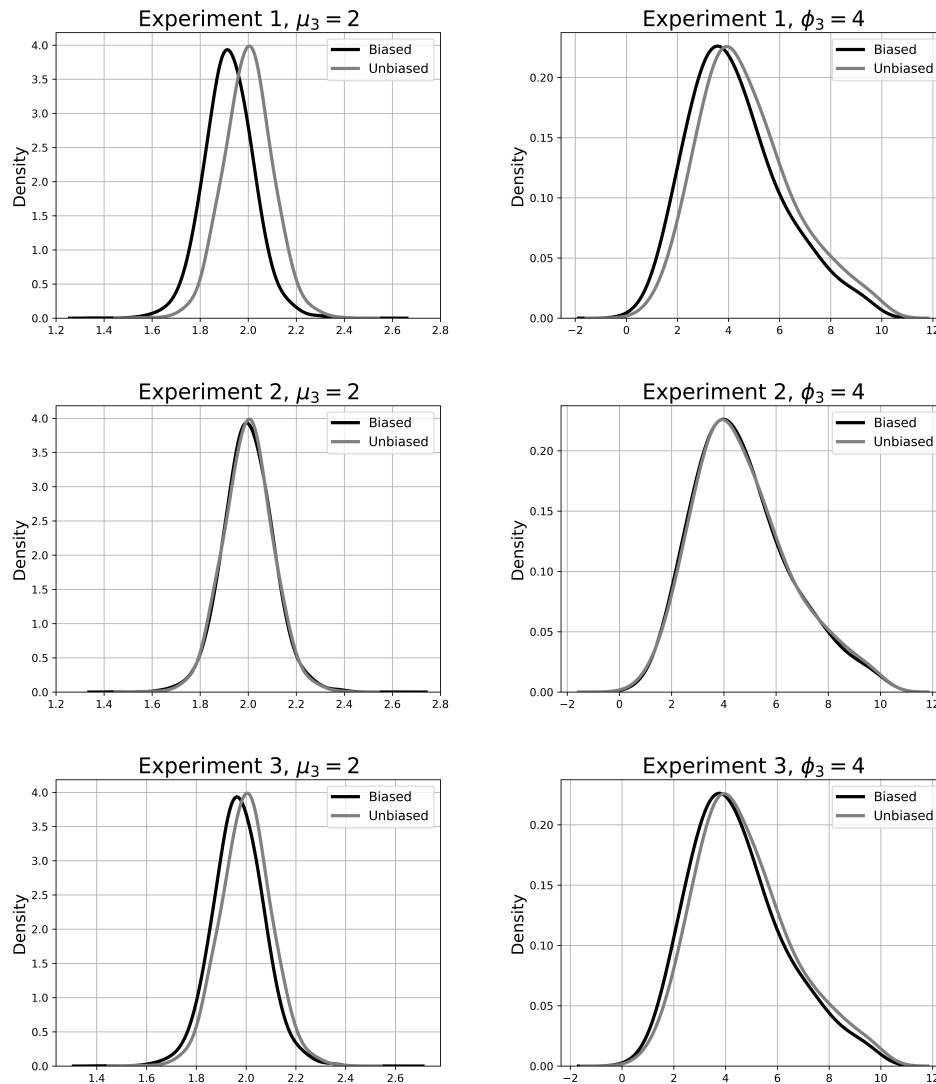 Experiment 1, μ₃ = 2
Density
4.0
3.5
3.0
2.5
2.0
1.5
1.0
0.5
0.0
1.2 1.4 1.6 1.8 2.0 2.2 2.4 2.6 2.8
Biased
Unbiased
Experiment 1, ϕ₃ = 4
Density
0.20
0.15
0.10
0.05
0.00
−2 0 2 4 6 8 10 12
Biased
Unbiased
Experiment 2, μ₃ = 2
Density
4.0
3.5
3.0
2.5
2.0
1.5
1.0
0.5
0.0
1.2 1.4 1.6 1.8 2.0 2.2 2.4 2.6 2.8
Biased
Unbiased
Experiment 2, ϕ₃ = 4
Density
0.20
0.15
0.10
0.05
0.00
−2 0 2 4 6 8 10 12
Biased
Unbiased
Experiment 3, μ₃ = 2
Density
4.0
3.5
3.0
2.5
2.0
1.5
1.0
0.5
0.0
1.4 1.6 1.8 2.0 2.2 2.4 2.6
Biased
Unbiased
Experiment 3, ϕ₃ = 4
Density
0.20
0.15
0.10
0.05
0.00
−2 0 2 4 6 8 10 12
Biased
Unbiased